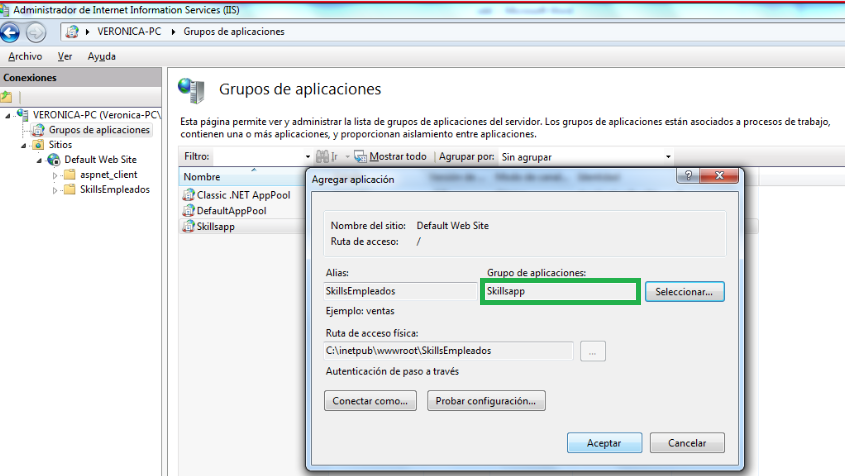 Administrador de Internet Information Services (IIS)
VERONICA-PC Grupos de aplicaciones
Archivo Ver Ayuda
Conexiones
VERONICA-PC (Veronica-PC\
Grupos de aplicaciones
Sitios
Default Web Site
aspnet_client
SkillsEmpleados
Grupos de aplicaciones
Esta página permite ver y administrar la lista de grupos de aplicaciones del servidor. Los grupos de aplicaciones están asociados a procesos de trabajo,
contienen una o más aplicaciones, y proporcionan aislamiento entre aplicaciones.
Filtro: Ir Mostrar todo Agrupar por: Sin agrupar
Nombre
Classic .NET AppPool
DefaultAppPool
Skillsapp
Agregar aplicación
?
Nombre del sitio: Default Web Site
Ruta de acceso: /
Alias: Grupo de aplicaciones:
SkillsEmpleados Skillsapp Seleccionar...
Ejemplo: ventas
Ruta de acceso física:
C:\inetpub\wwwroot\SkillsEmpleados ...
Autenticación de paso a través
Conectar como... Probar configuración...
Aceptar Cancelar